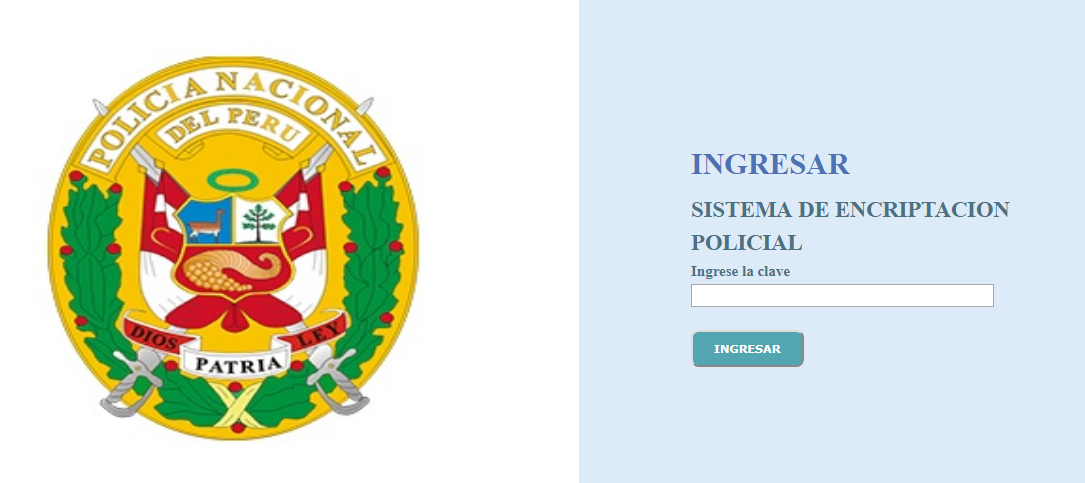 POLICIA NACIONAL
DEL PERU
DIOS
PATRIA
LEY
INGRESAR
SISTEMA DE ENCRIPTACION
POLICIAL
Ingrese la clave
INGRESAR